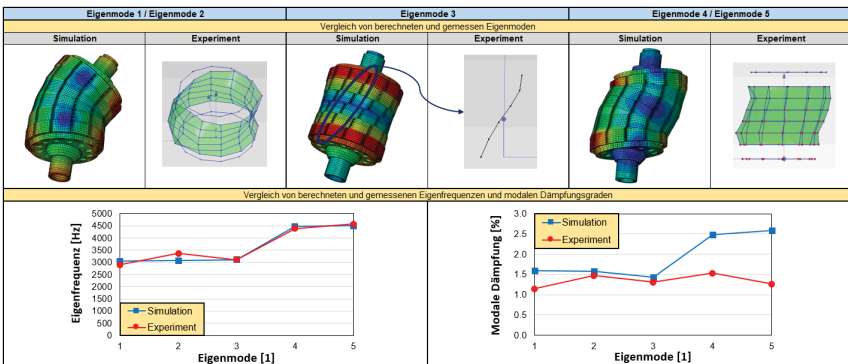 Eigenmode 1 / Eigenmode 2 Eigenmode 3 Eigenmode 4 / Eigenmode 5
Vergleich von berechneten und gemessen Eigenmoden
Simulation Experiment Simulation Experiment Simulation Experiment
Vergleich von berechneten und gemessenen Eigenfrequenzen und modalen Dämpfungsgraden
Eigenfrequenz [Hz]
5000
4500
4000
3500
3000
2500
2000
1500
1000
500
0
Simulation
Experiment
1 2 3 4 5
Eigenmode [1]
Modale Dämpfung [%]
3.0
2.5
2.0
1.5
1.0
0.5
0.0
Simulation
Experiment
1 2 3 4 5
Eigenmode [1]